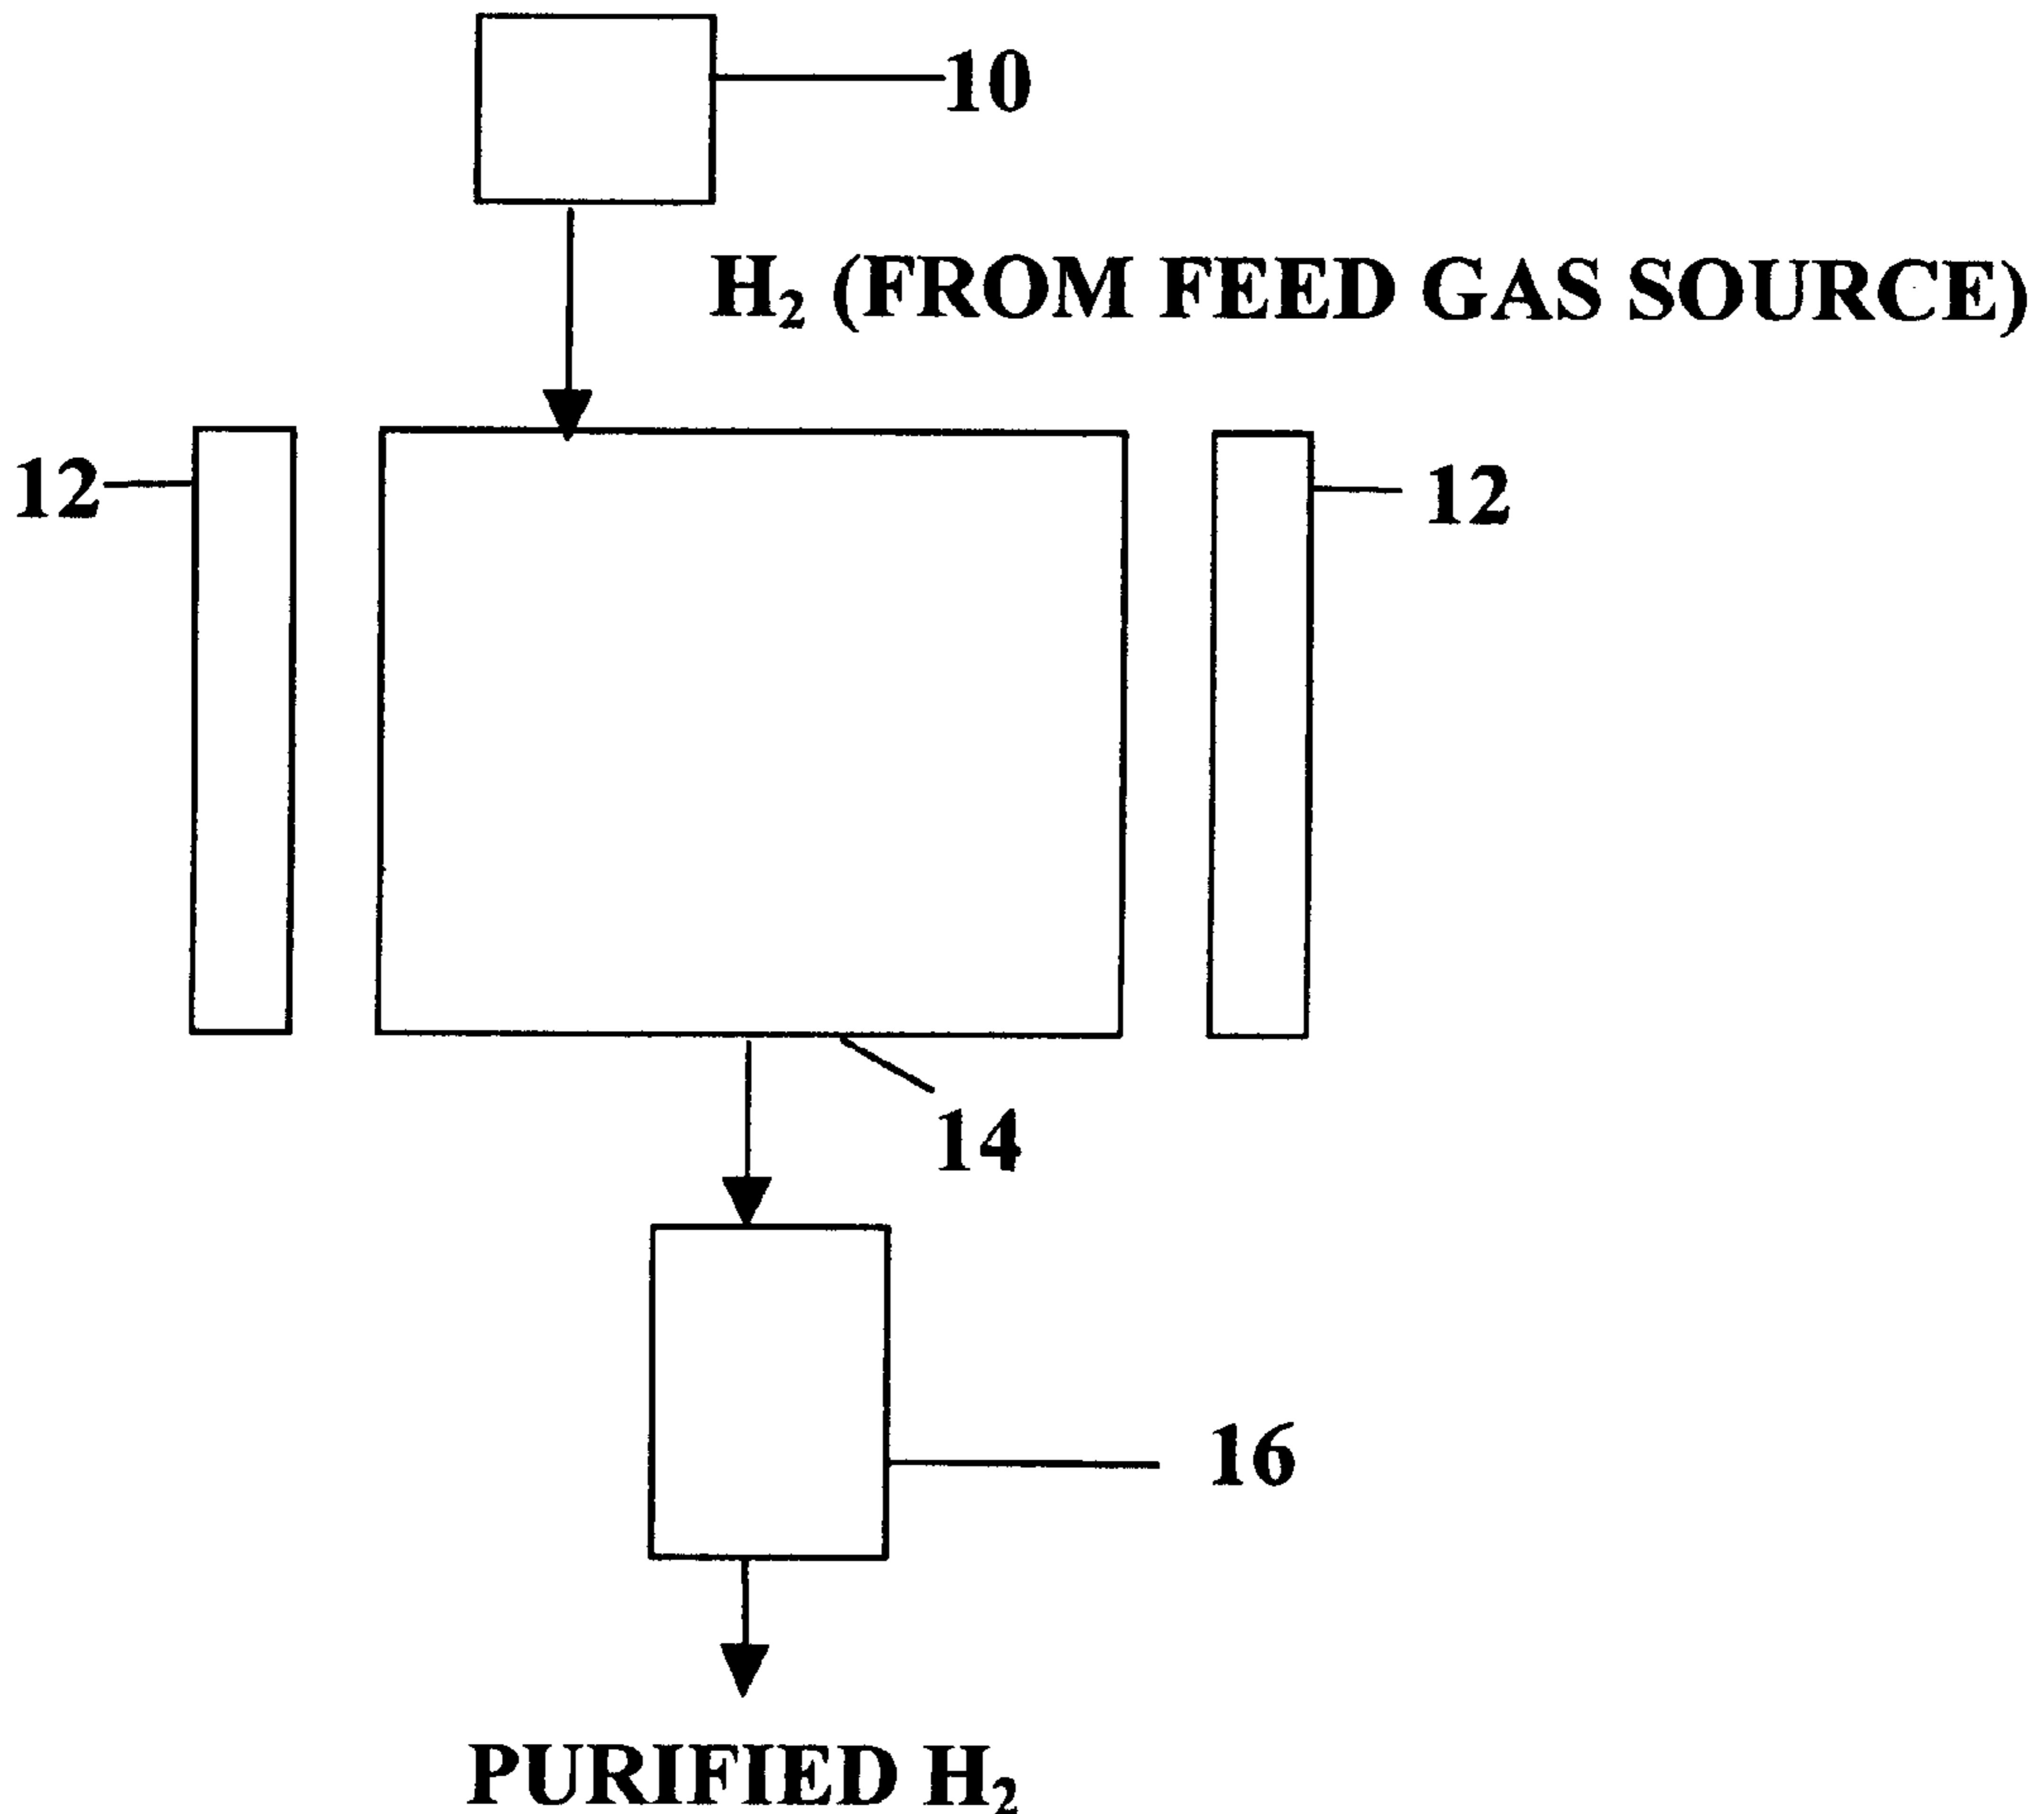 10
H₂ (FROM FEED GAS SOURCE)
12
12
14
16
PURIFIED H₂